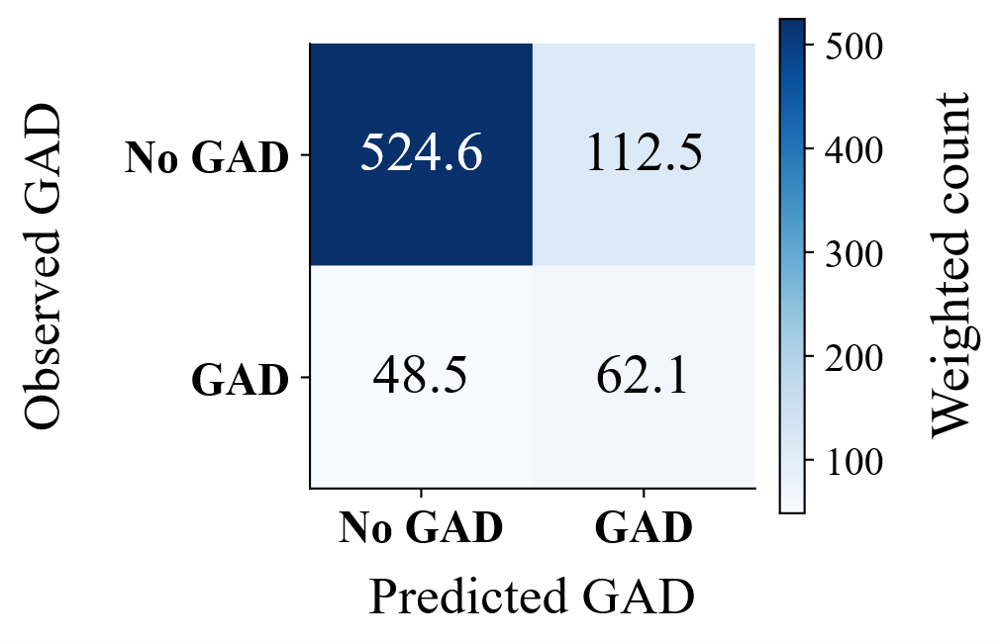 Observed GAD
No GAD
GAD
524.6 112.5
48.5 62.1
No GAD GAD
Predicted GAD
500
400
300
200
100
Weighted count